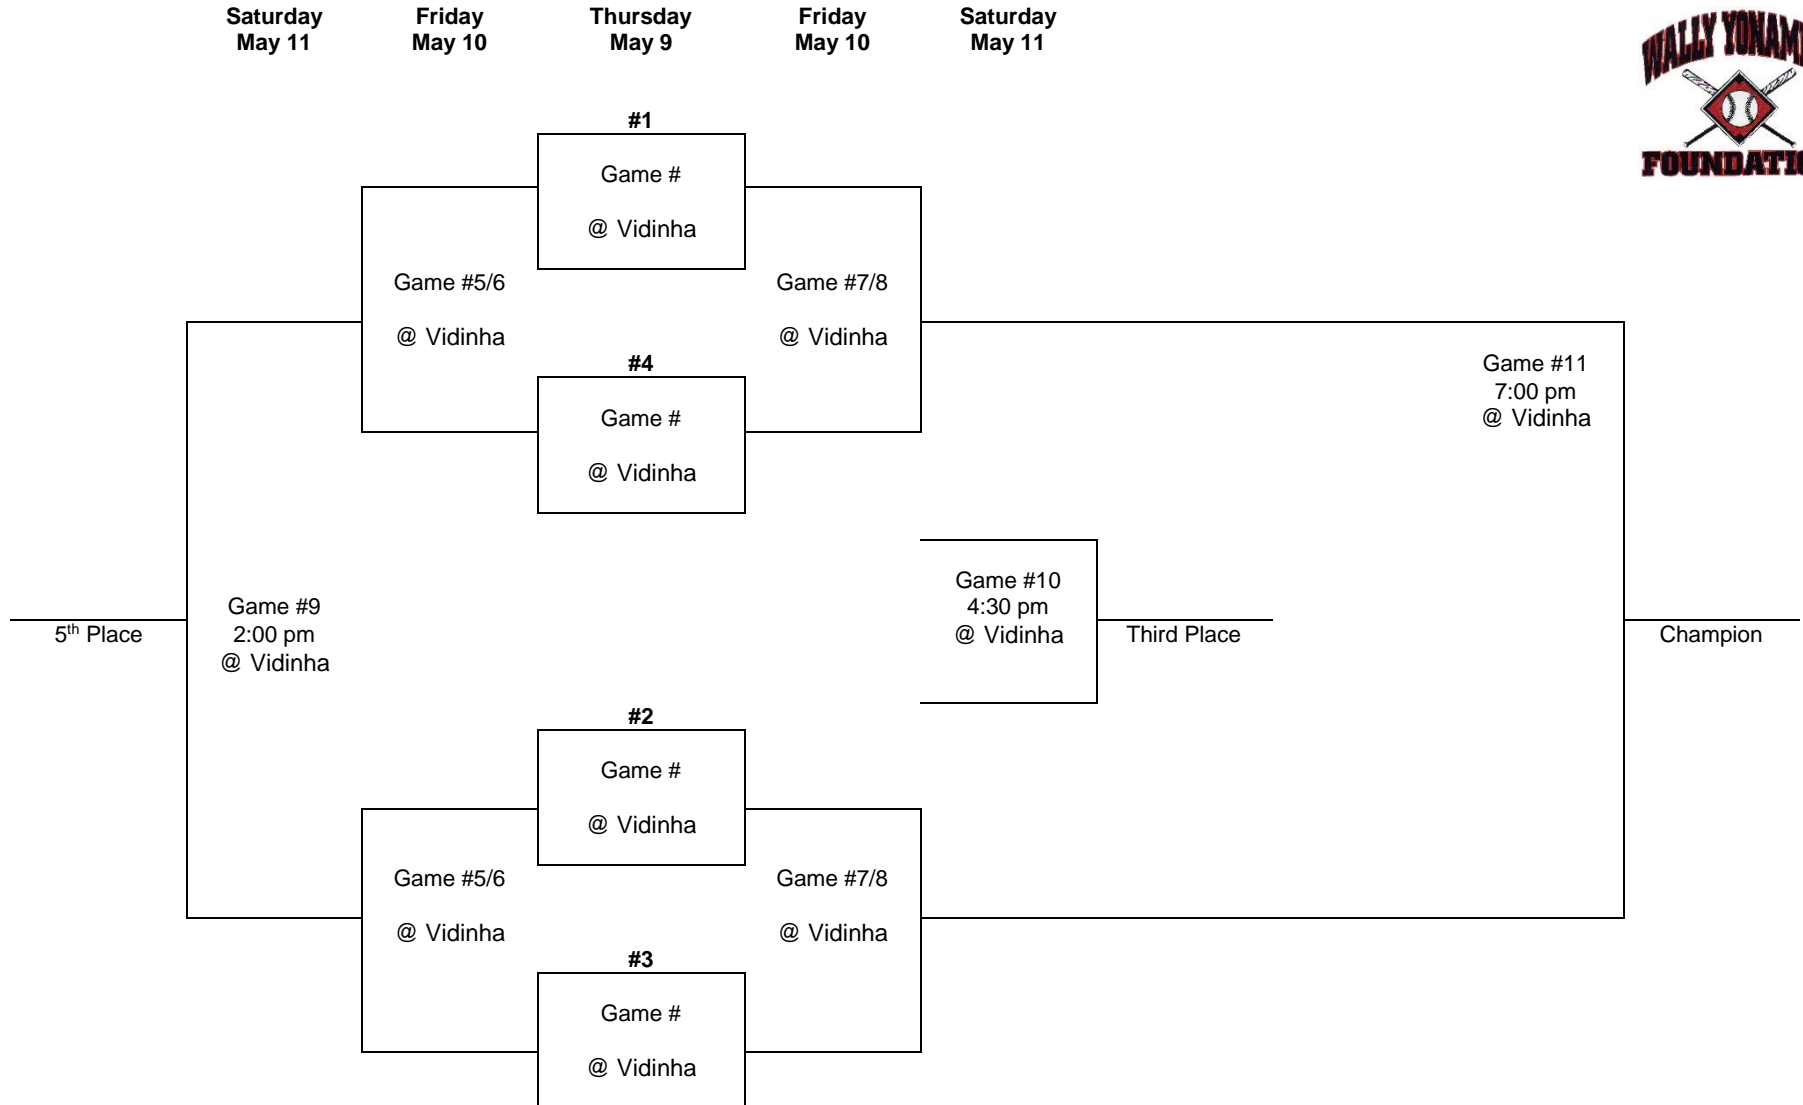 Saturday Friday Thursday Friday Saturday
May 11 May 10 May 9 May 10 May 11
WALLY
#1
Game #
@ Vidinha
Game #5/6 Game #7/8
@ Vidinha @ Vidinha
#4
Game #11
7:00 pm
@ Vidinha
Game #
@ Vidinha
Game #10
4:30 pm
@ Vidinha
Third Place
Game #9
2:00 pm
@ Vidinha
5th Place
Champion
#2
Game #
@ Vidinha
Game #5/6 Game #7/8
@ Vidinha @ Vidinha
#3
Game #
@ Vidinha